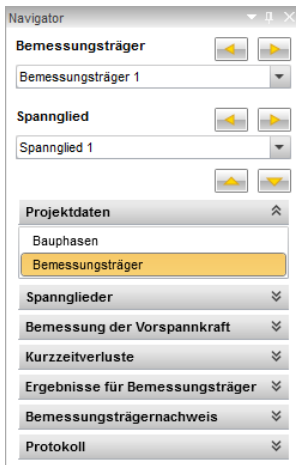 Navigator
Bemessungsträger
Bemessungsträger 1
Spannglied
Spannglied 1
Projektdaten
Bauphasen
Bemessungsträger
Spannglieder
Bemessung der Vorspannkraft
Kurzzeitverluste
Ergebnisse für Bemessungsträger
Bemessungsträgernachweis
Protokoll